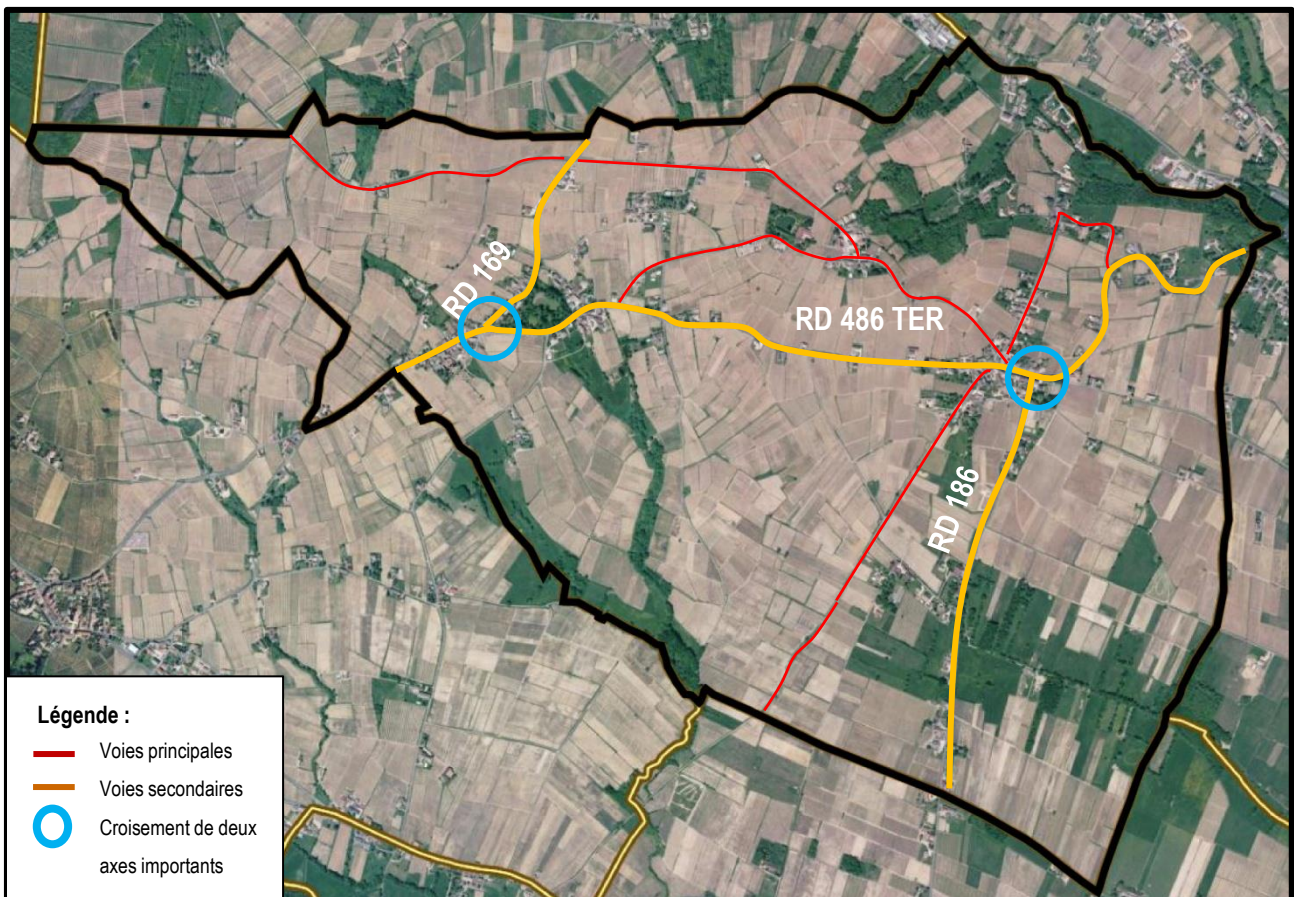 RD 169
RD 486 TER
RD 186
Légende :
Voies principales
Voies secondaires
Croisement de deux
axes importants